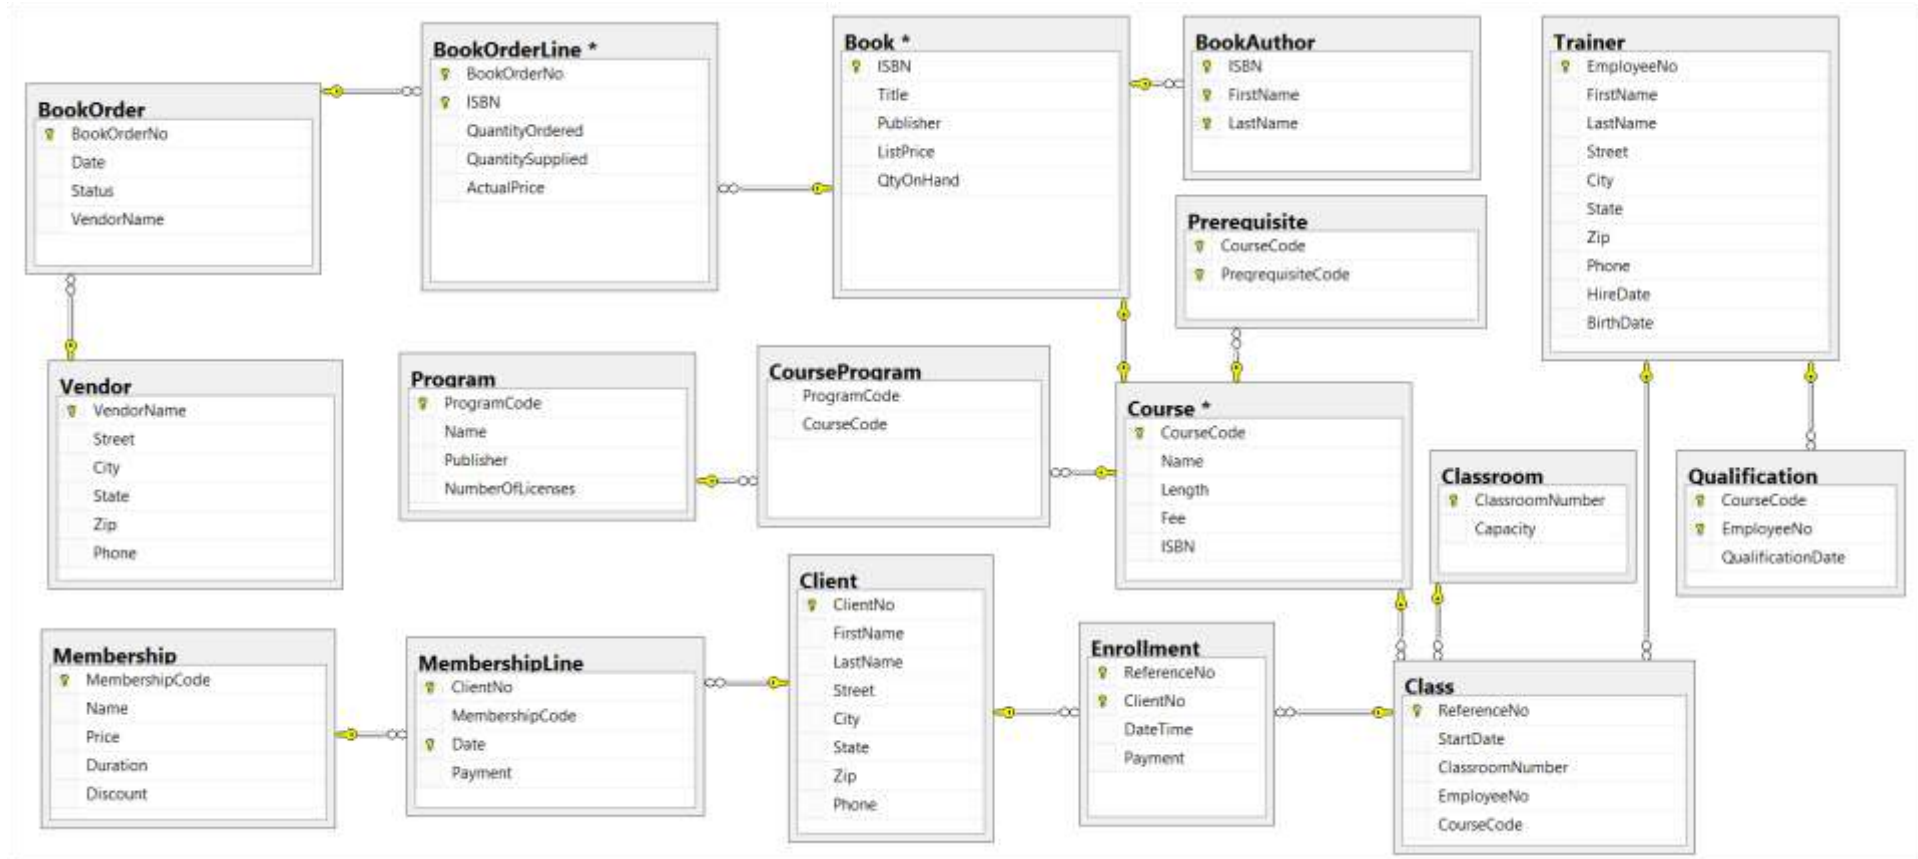 BookOrder
BookOrderNo
Date
Status
VendorName
BookOrderLine *
BookOrderNo
ISBN
QuantityOrdered
QuantitySupplied
ActualPrice
Book *
ISBN
Title
Publisher
ListPrice
QtyOnHand
BookAuthor
ISBN
FirstName
LastName
Trainer
EmployeeNo
FirstName
LastName
Street
City
State
Zip
Phone
HireDate
BirthDate
Prerequisite
CourseCode
PreqrequisiteCode
Vendor
VendorName
Street
City
State
Zip
Phone
Program
ProgramCode
Name
Publisher
NumberOfLicenses
CourseProgram
ProgramCode
CourseCode
Course *
CourseCode
Name
Length
Fee
ISBN
Classroom
ClassroomNumber
Capacity
Qualification
CourseCode
EmployeeNo
QualificationDate
Membership
MembershipCode
Name
Price
Duration
Discount
MembershipLine
ClientNo
MembershipCode
Date
Payment
Client
ClientNo
FirstName
LastName
Street
City
State
Zip
Phone
Enrollment
ReferenceNo
ClientNo
DateTime
Payment
Class
ReferenceNo
StartDate
ClassroomNumber
EmployeeNo
CourseCode